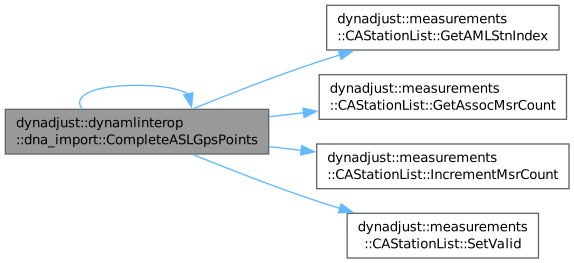 dynadjust::measurements
::CAStationList::GetAMLStnIndex
dynadjust::measurements
::CAStationList::GetAssocMsrCount
dynadjust::dynamlinterop
::dna_import::CompleteASLGpsPoints
dynadjust::measurements
::CAStationList::IncrementMsrCount
dynadjust::measurements
::CAStationList::SetValid